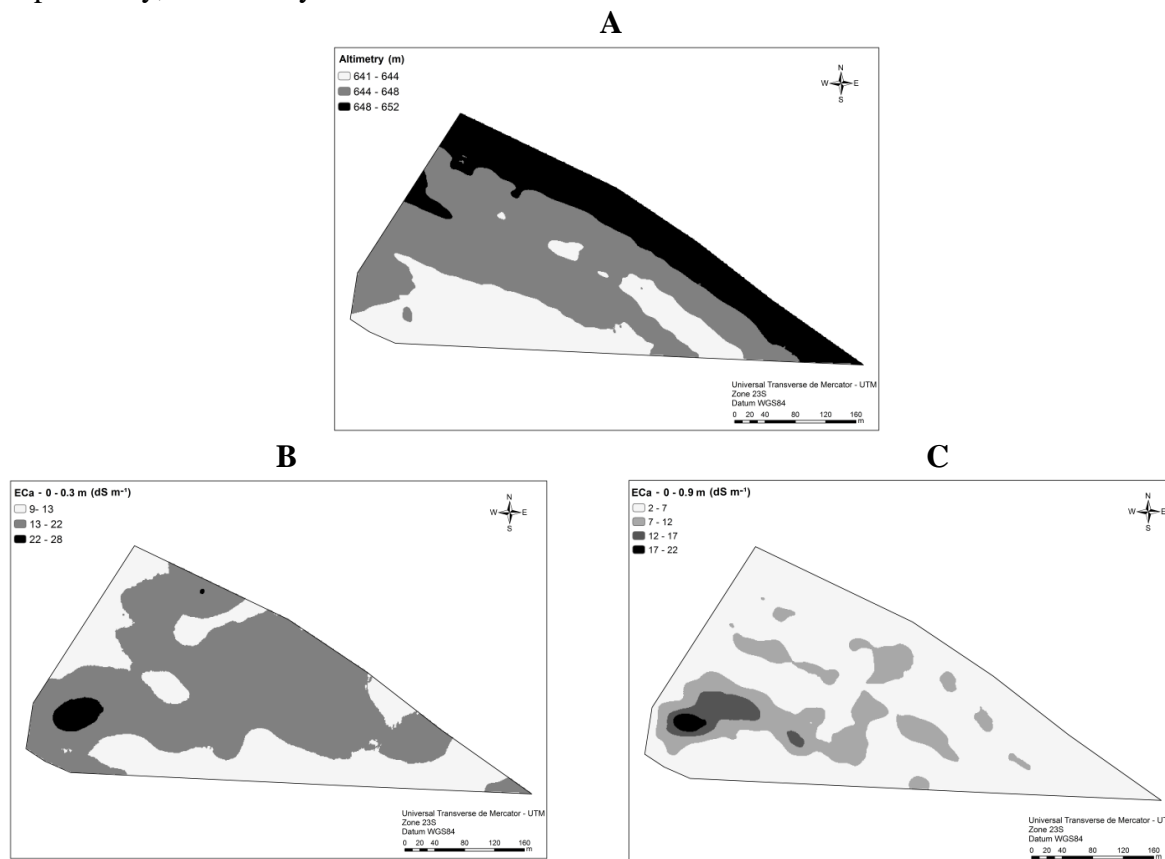 A
Altimetry (m)
641 - 644
644 - 648
648 - 652
N
W E
S
Universal Transverse de Mercator - UTM
Zone 23S
Datum WGS84
0 20 40 80 120 160
m
B
ECa - 0 - 0.3 m (dS m⁻¹)
9- 13
13 - 22
22 - 28
N
W E
S
Universal Transverse de Mercator - UTM
Zone 23S
Datum WGS84
0 20 40 80 120 160
m
C
ECa - 0 - 0.9 m (dS m⁻¹)
2 - 7
7 - 12
12 - 17
17 - 22
N
W E
S
Universal Transverse de Mercator - UT
Zone 23S
Datum WGS84
0 20 40 80 120 160
m